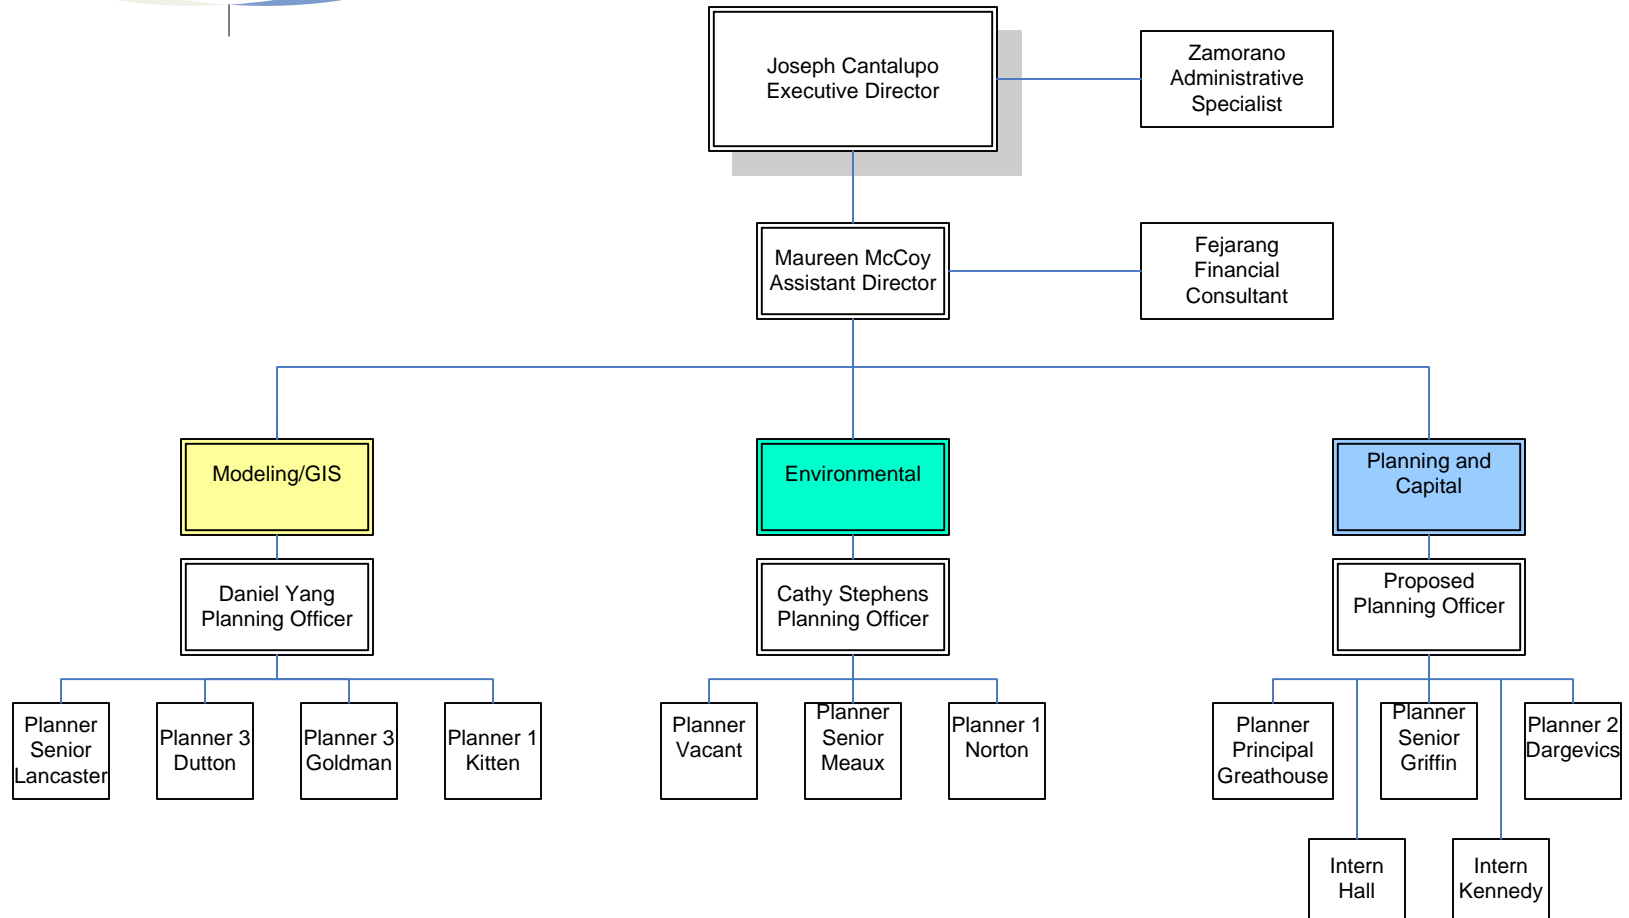 Joseph Cantalupo
Executive Director
Zamorano
Administrative
Specialist
Maureen McCoy
Assistant Director
Fejarang
Financial
Consultant
Modeling/GIS
Environmental
Planning and
Capital
Daniel Yang
Planning Officer
Cathy Stephens
Planning Officer
Proposed
Planning Officer
Planner
Senior
Lancaster
Planner 3
Dutton
Planner 3
Goldman
Planner 1
Kitten
Planner
Vacant
Planner
Senior
Meaux
Planner 1
Norton
Planner
Principal
Greathouse
Planner
Senior
Griffin
Planner 2
Dargevics
Intern
Hall
Intern
Kennedy